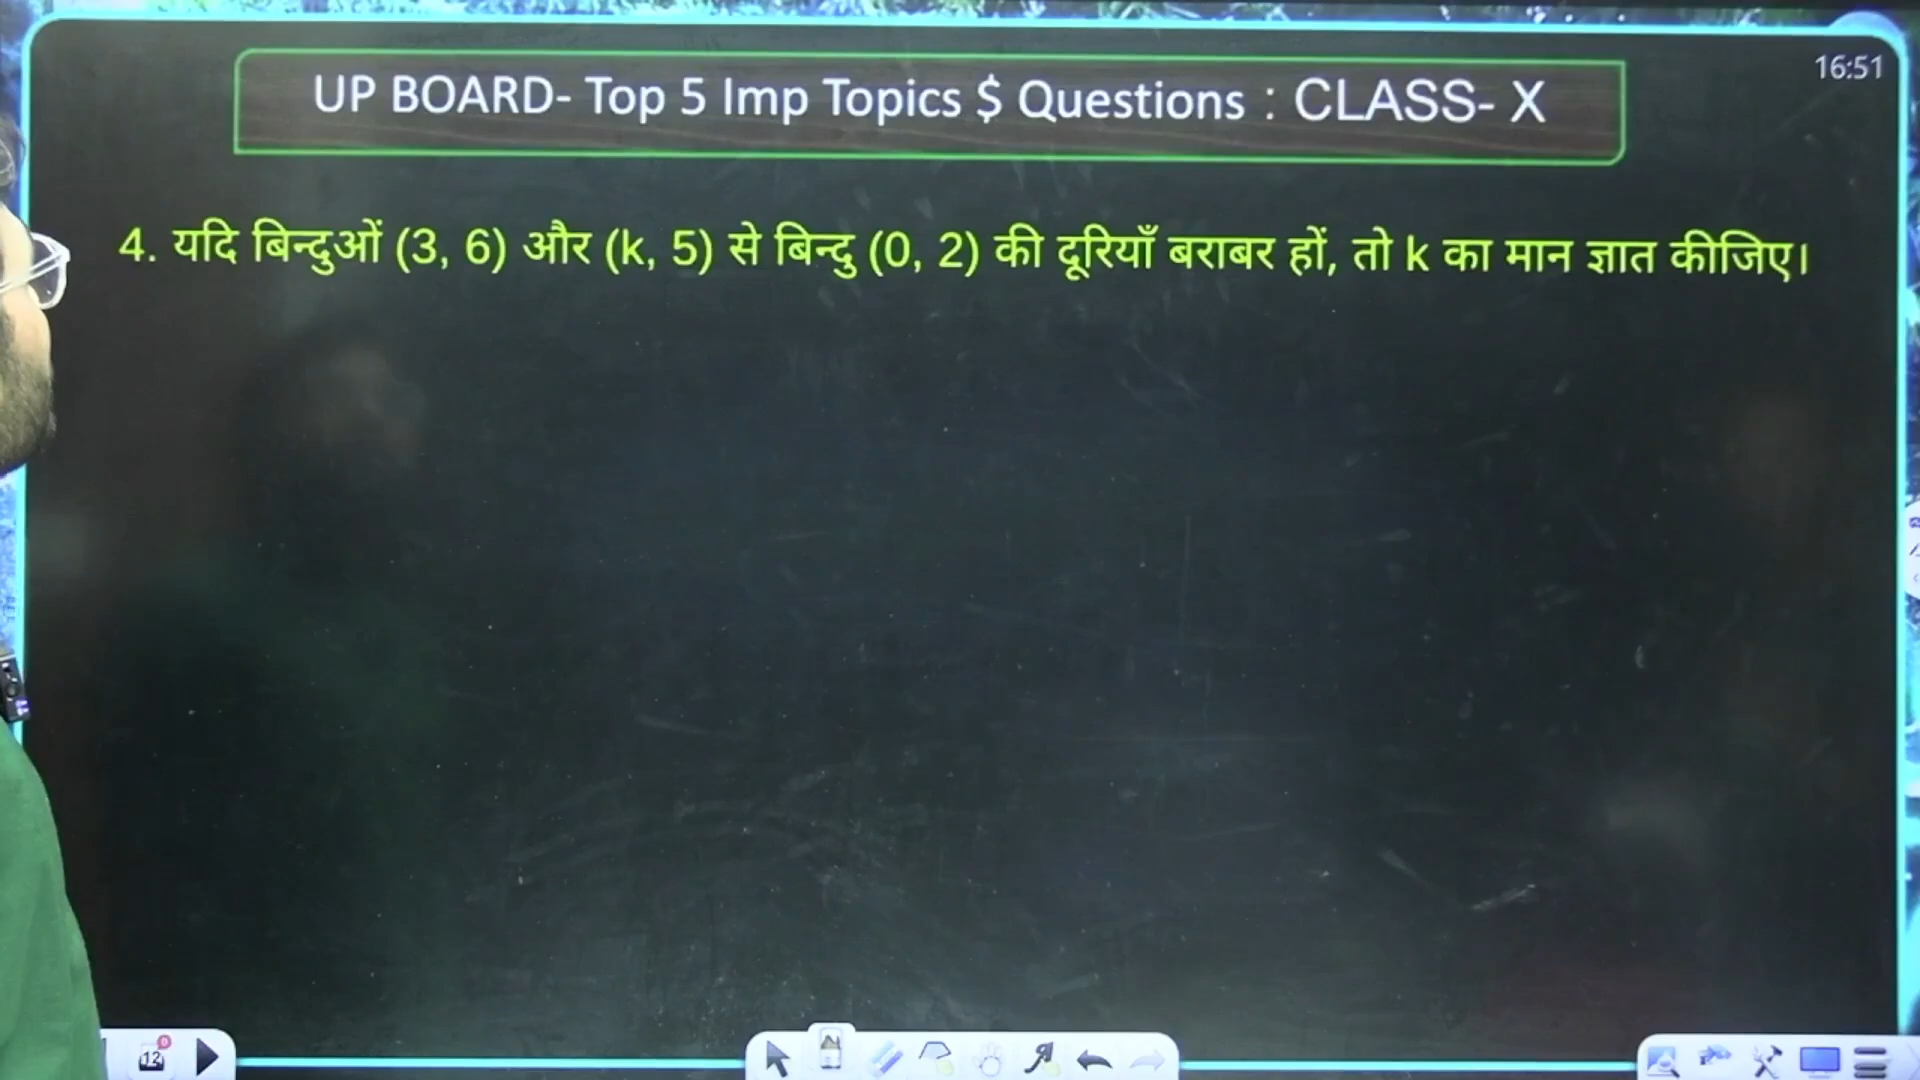 16:51
UP BOARD- Top 5 Imp Topics $ Questions : CLASS- X
4. यदि बिन्दुओं (3, 6) और (k, 5) से बिन्दु (0, 2) की दूरियाँ बराबर हों, तो k का मान ज्ञात कीजिए।
12